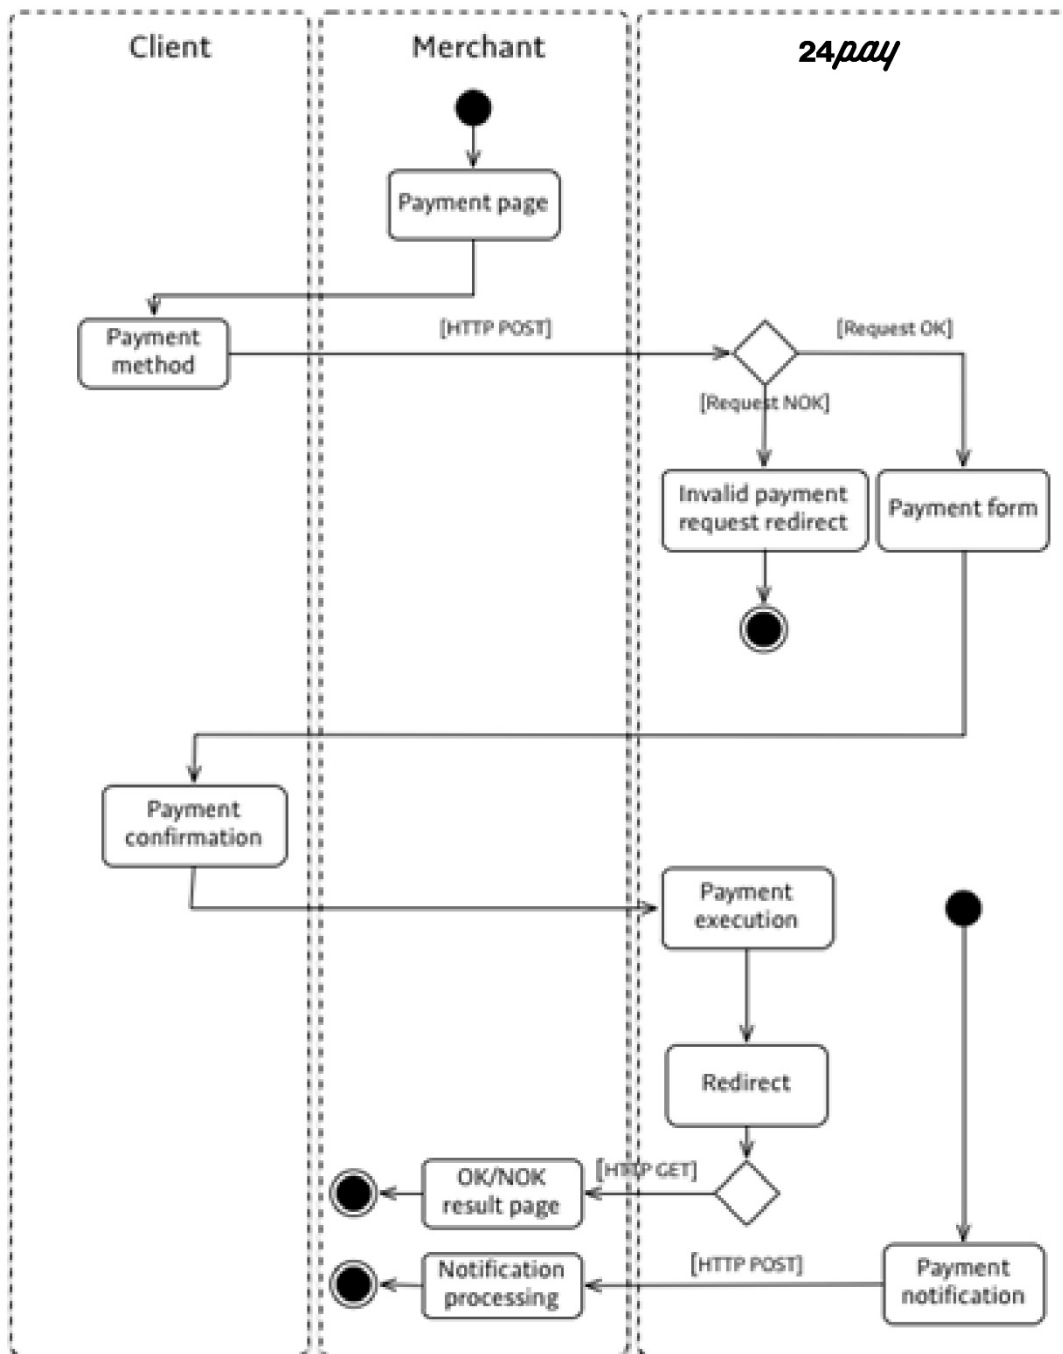 Client
Merchant
24pay
Payment page
Payment
method
[HTTP POST]
[Request OK]
[Request NOK]
Invalid payment
request redirect
Payment form
Payment
confirmation
Payment
execution
Redirect
[HTTP GET]
OK/NOK
result page
[HTTP POST]
Notification
processing
Payment
notification